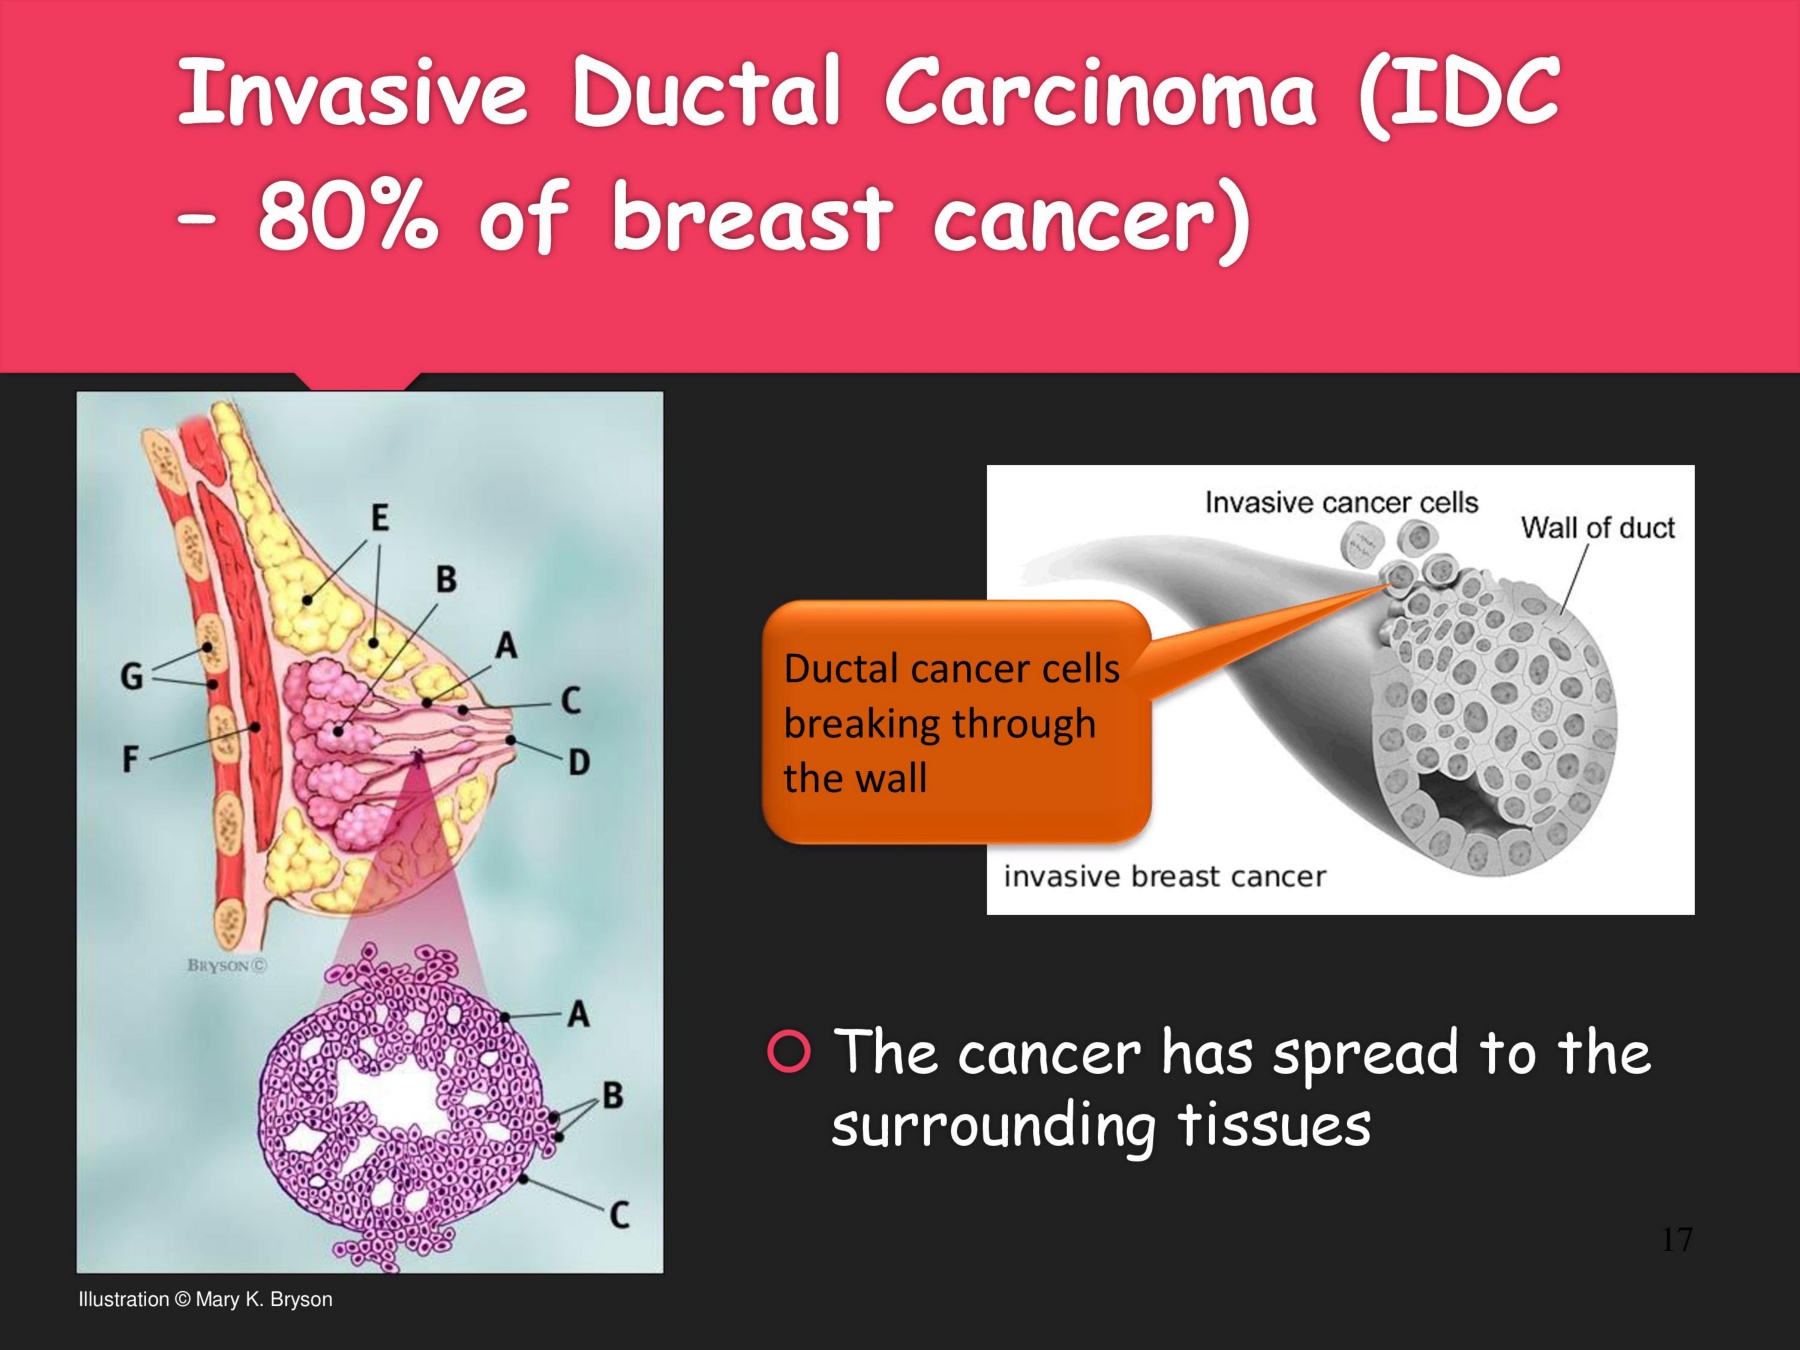 Invasive Ductal Carcinoma (IDC
– 80% of breast cancer)
E
B
A
C
G
F
D
BRYSON©
A
B
C
Illustration © Mary K. Bryson
Invasive cancer cells
Wall of duct
Ductal cancer cells
breaking through
the wall
invasive breast cancer
The cancer has spread to the
surrounding tissues
17